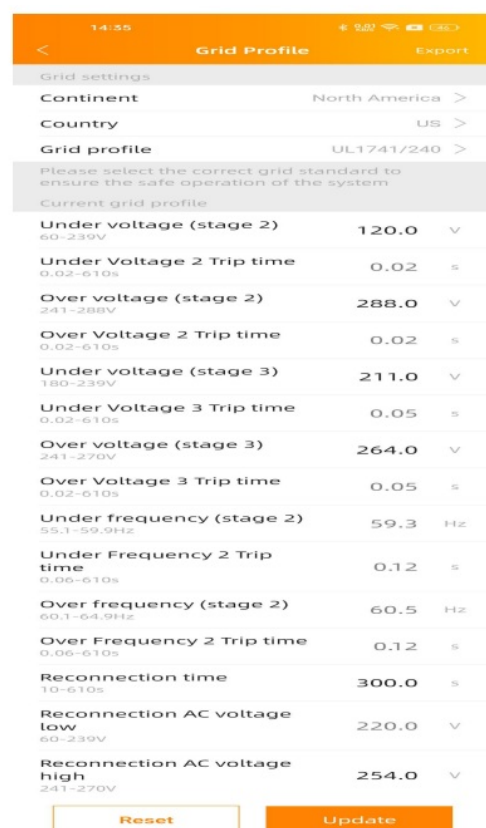 14:35
< Grid Profile Export
Grid settings
Continent North America >
Country US >
Grid profile UL1741/240 >
Please select the correct grid standard to
ensure the safe operation of the system
Current grid profile
Under voltage (stage 2) 120.0 V
60-239V
Under Voltage 2 Trip time 0.02 s
0.02-610s
Over voltage (stage 2) 288.0 V
241-288V
Over Voltage 2 Trip time 0.02 s
0.02-610s
Under voltage (stage 3) 211.0 V
180-239V
Under Voltage 3 Trip time 0.05 s
0.02-610s
Over voltage (stage 3) 264.0 V
241-270V
Over Voltage 3 Trip time 0.05 s
0.02-610s
Under frequency (stage 2) 59.3 Hz
55.1-59.9Hz
Under Frequency 2 Trip
time 0.12 s
0.06-610s
Over frequency (stage 2) 60.5 Hz
60.1-64.9Hz
Over Frequency 2 Trip time 0.12 s
0.06-610s
Reconnection time 300.0 s
10-610s
Reconnection AC voltage
low 220.0 V
60-239V
Reconnection AC voltage
high 254.0 V
241-270V
Reset Update